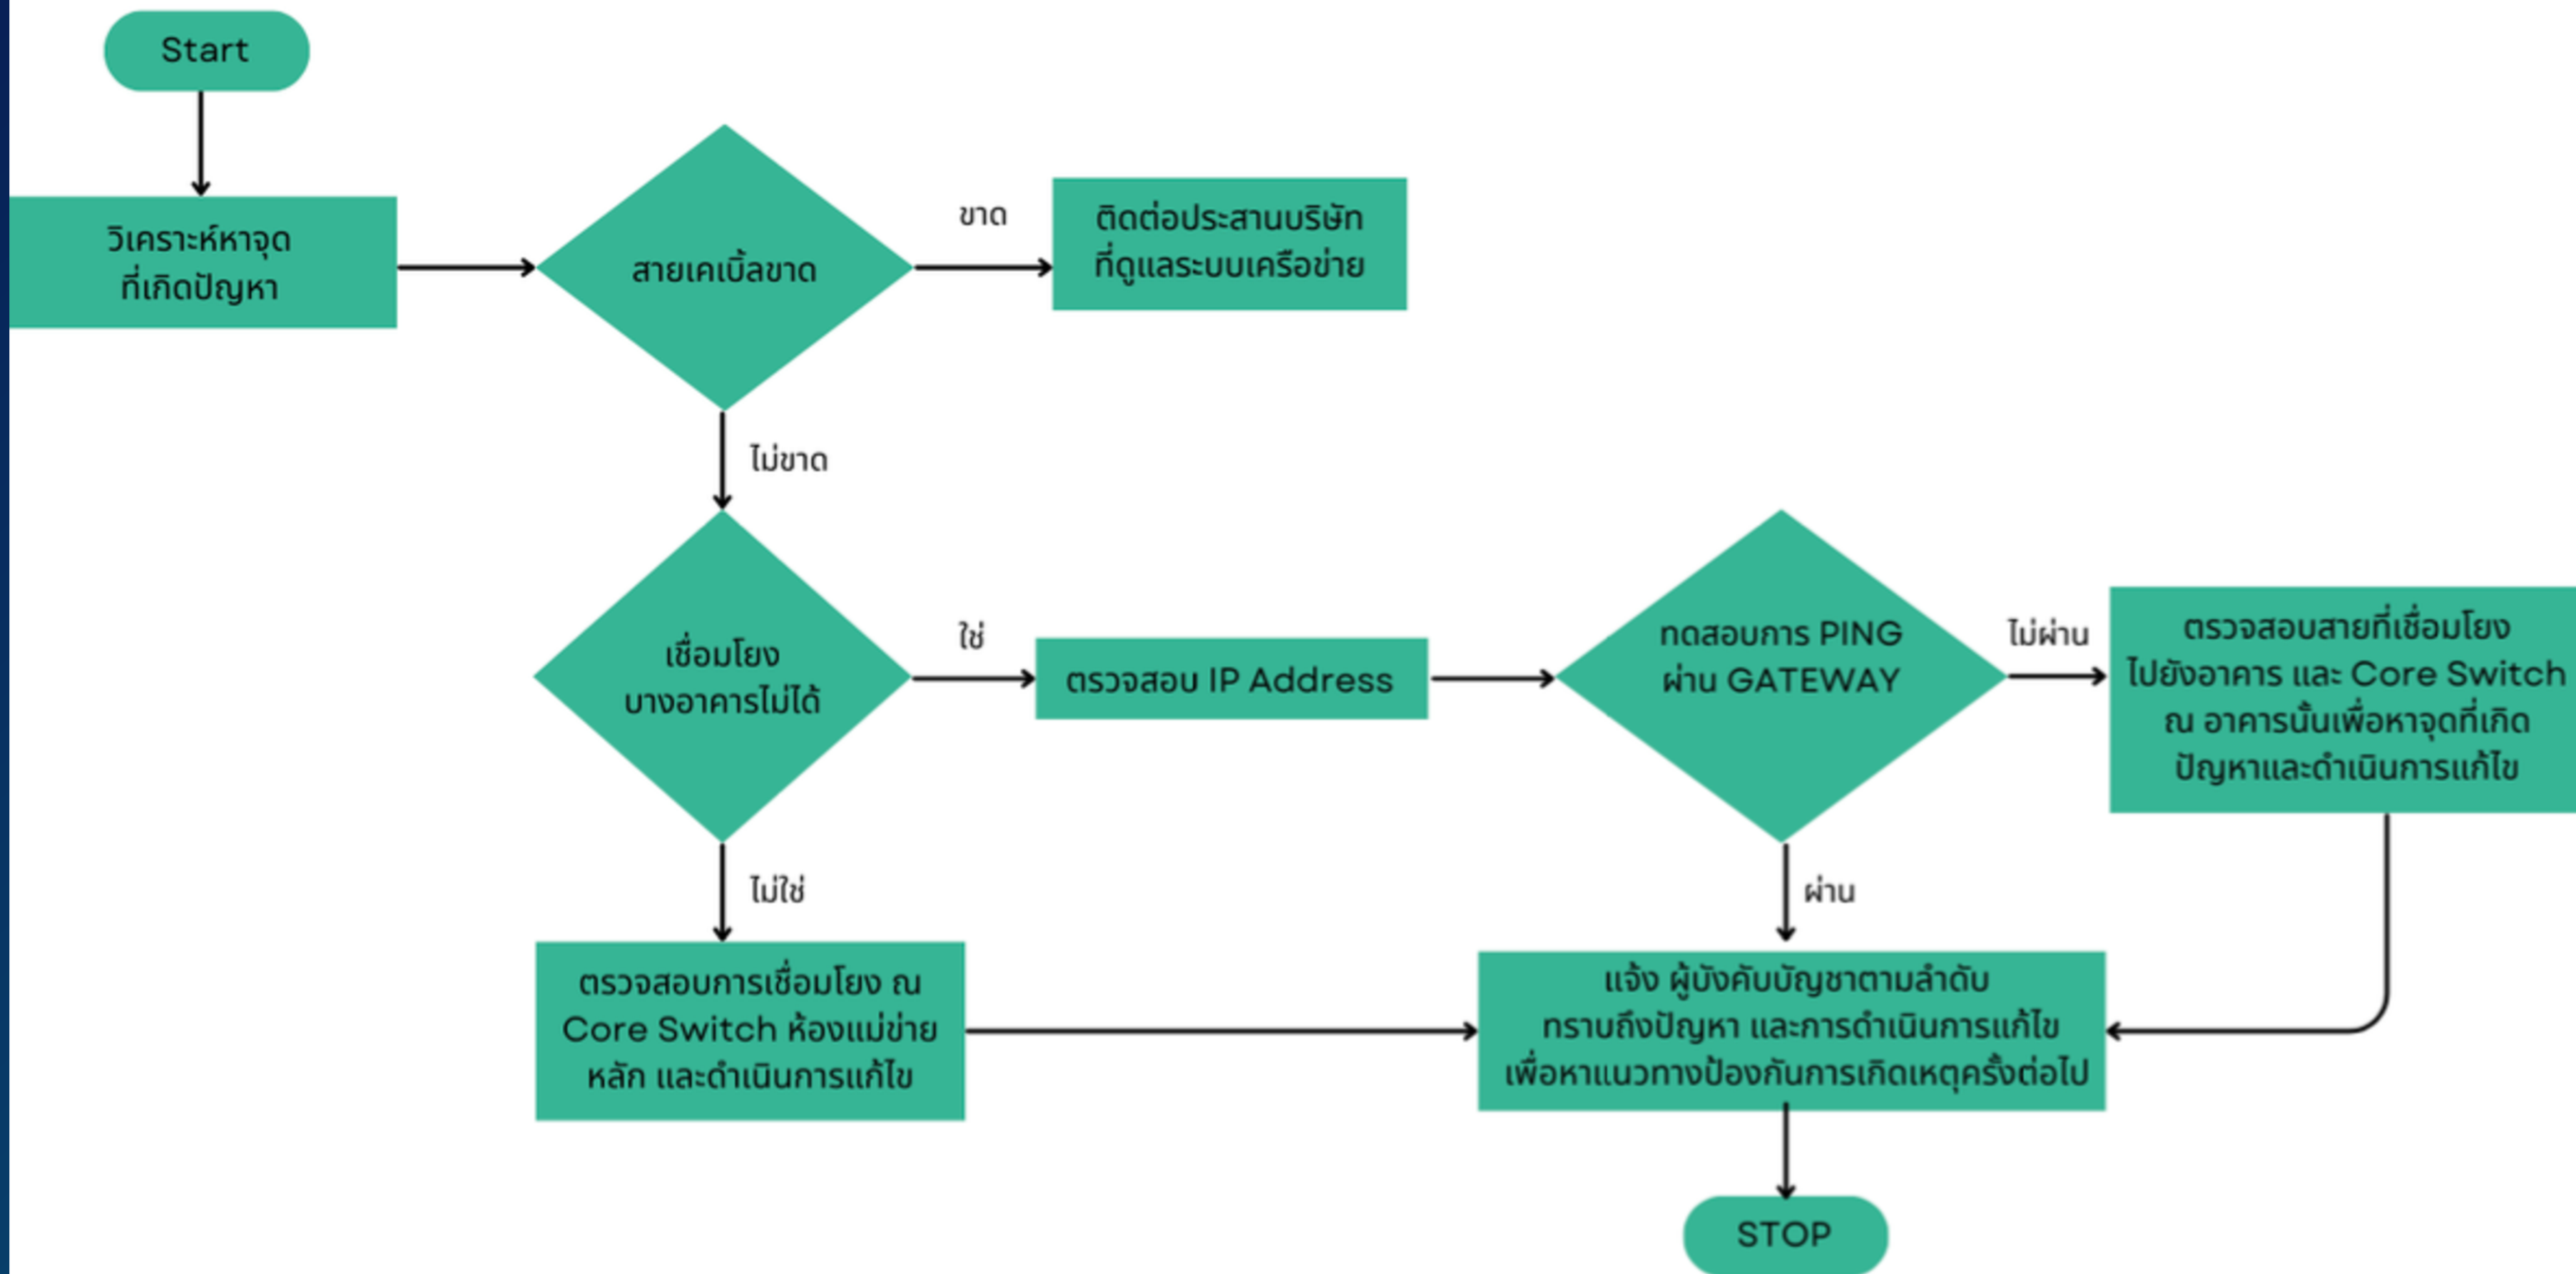 Start
วิเคราะห์หาจุด
ที่เกิดปัญหา
สายเคเบิ้ลขาด
ขาด
ติดต่อประสานบริษัท
ที่ดูแลระบบเครือข่าย
ไม่ขาด
เชื่อมโยง
บางอาคารไม่ได้
ใช่
ตรวจสอบ IP Address
ทดสอบการ PING
ผ่าน GATEWAY
ไม่ผ่าน
ตรวจสอบสายที่เชื่อมโยง
ไปยังอาคาร และ Core Switch
ณ อาคารนั้นเพื่อหาจุดที่เกิด
ปัญหาและดำเนินการแก้ไข
ไม่ใช่
ผ่าน
ตรวจสอบการเชื่อมโยง ณ
Core Switch ห้องแม่ข่าย
หลัก และดำเนินการแก้ไข
แจ้ง ผู้บังคับบัญชาตามลำดับ
ทราบถึงปัญหา และการดำเนินการแก้ไข
เพื่อหาแนวทางป้องกันการเกิดเหตุครั้งต่อไป
STOP